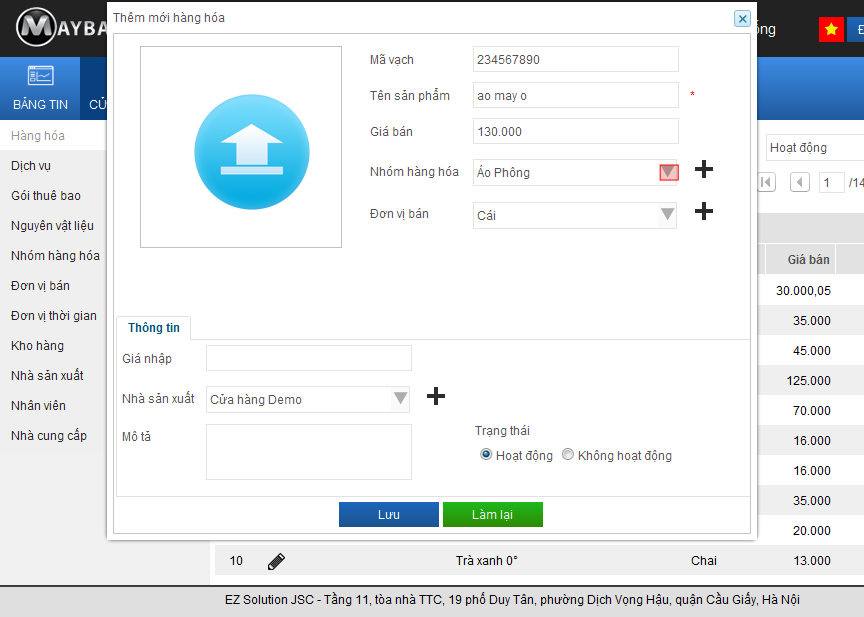 Thêm mới hàng hóa
MAYBA
BẢNG TIN
Hàng hóa
Dịch vụ
Gói thuê bao
Nguyên vật liệu
Nhóm hàng hóa
Đơn vị bán
Đơn vị thời gian
Kho hàng
Nhà sản xuất
Nhân viên
Nhà cung cấp
Mã vạch 234567890
Tên sản phẩm ao may o *
Giá bán 130.000
Nhóm hàng hóa Áo Phông
Đơn vị bán Cái
Thông tin
Giá nhập
Nhà sản xuất Cửa hàng Demo
Mô tả
Trạng thái
Hoạt động Không hoạt động
Lưu Làm lại
Hoạt động
1 /14
Giá bán
30.000,05
35.000
45.000
125.000
70.000
16.000
16.000
35.000
20.000
10 Trà xanh 0° Chai 13.000
EZ Solution JSC - Tầng 11, tòa nhà TTC, 19 phố Duy Tân, phường Dịch Vọng Hậu, quận Cầu Giấy, Hà Nội